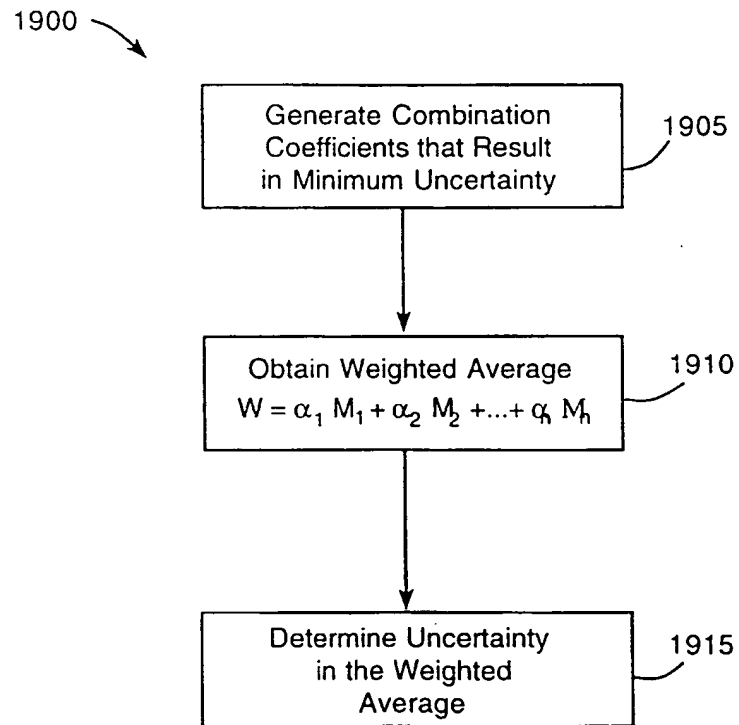 1900
Generate Combination
Coefficients that Result
in Minimum Uncertainty
1905
Obtain Weighted Average
W = α₁ M₁ + α₂ M₂ +...+ αₙ Mₙ
1910
Determine Uncertainty
in the Weighted
Average
1915